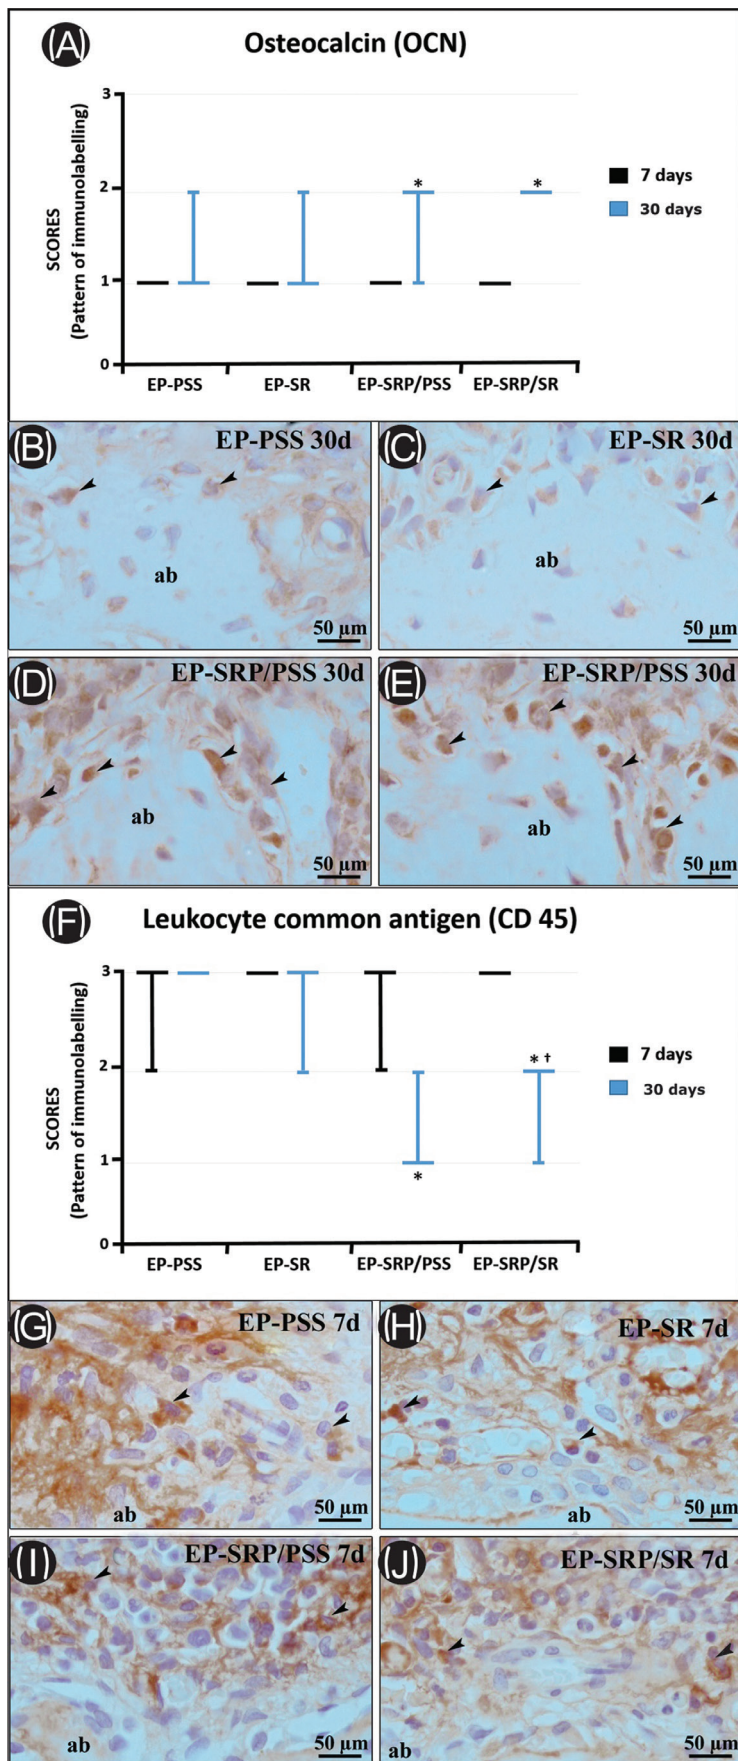 (A) Osteocalcin (OCN)
SCORES
(Pattern of immunolabelling)
3
2
1
0
* *
EP-PSS EP-SR EP-SRP/PSS EP-SRP/SR
7 days
30 days
(B) EP-PSS 30d
ab
50 µm
(C) EP-SR 30d
ab
50 µm
(D) EP-SRP/PSS 30d
ab
50 µm
(E) EP-SRP/PSS 30d
ab
50 µm
(F) Leukocyte common antigen (CD 45)
SCORES
(Pattern of immunolabelling)
3
2
1
0
* †
*
EP-PSS EP-SR EP-SRP/PSS EP-SRP/SR
7 days
30 days
(G) EP-PSS 7d
ab
50 µm
(H) EP-SR 7d
ab
50 µm
(I) EP-SRP/PSS 7d
ab
50 µm
(J) EP-SRP/SR 7d
ab
50 µm